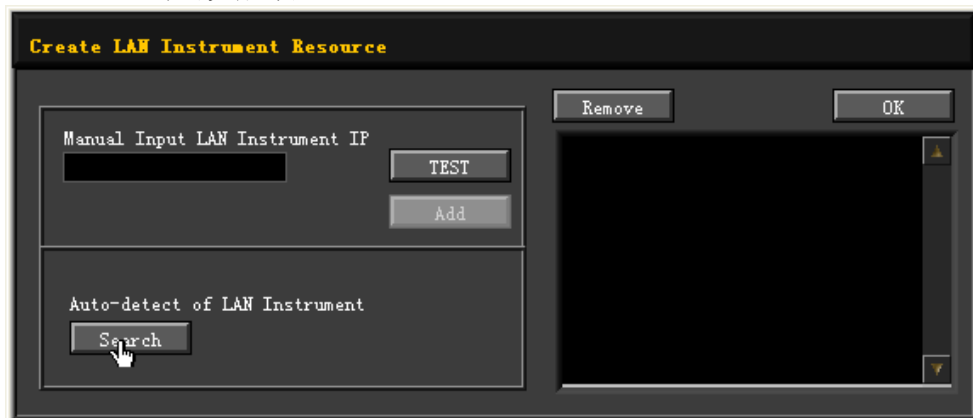 Create LAN Instrument Resource
Remove
OK
Manual Input LAN Instrument IP
TEST
Add
Auto-detect of LAN Instrument
Search